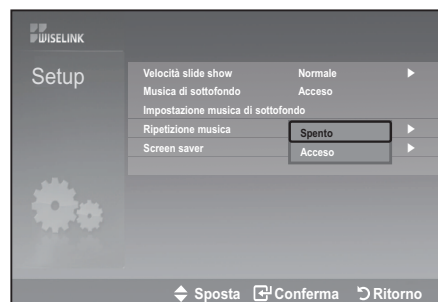 WISELINK
Setup
Velocità slide show Normale
Musica di sottofondo Acceso
Impostazione musica di sottofondo
Ripetizione musica Spento
Screen saver Acceso
Sposta Conferma Ritorno